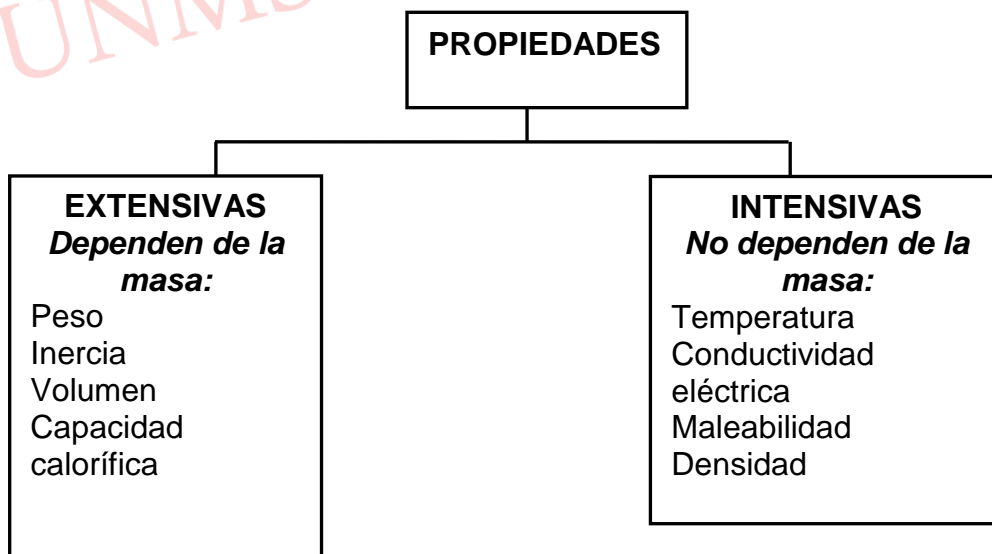 PROPIEDADES
EXTENSIVAS
Dependen de la
masa:
Peso
Inercia
Volumen
Capacidad
calorífica
INTENSIVAS
No dependen de la
masa:
Temperatura
Conductividad
eléctrica
Maleabilidad
Densidad